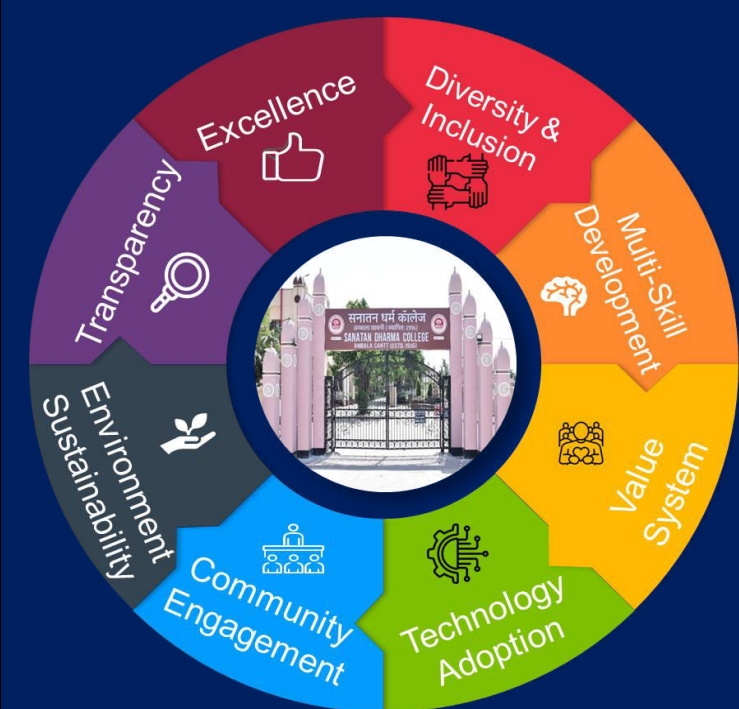 Excellence
Diversity &
Inclusion
Multi-Skill
Development
Value
System
Technology
Adoption
Community
Engagement
Environment
Sustainability
Transparency
सनातन धर्म कॉलेज
SANATAN DHARMA COLLEGE